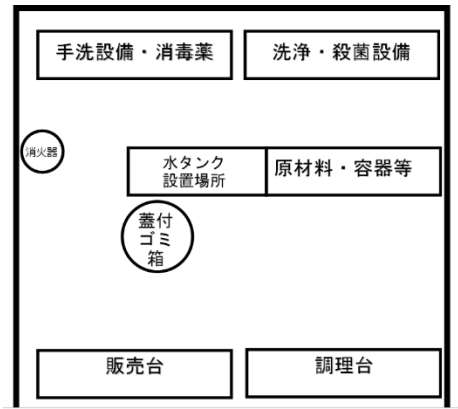 手洗設備・消毒薬
洗浄・殺菌設備
消火器
水タンク
設置場所
原材料・容器等
蓋付
ゴミ
箱
販売台
調理台